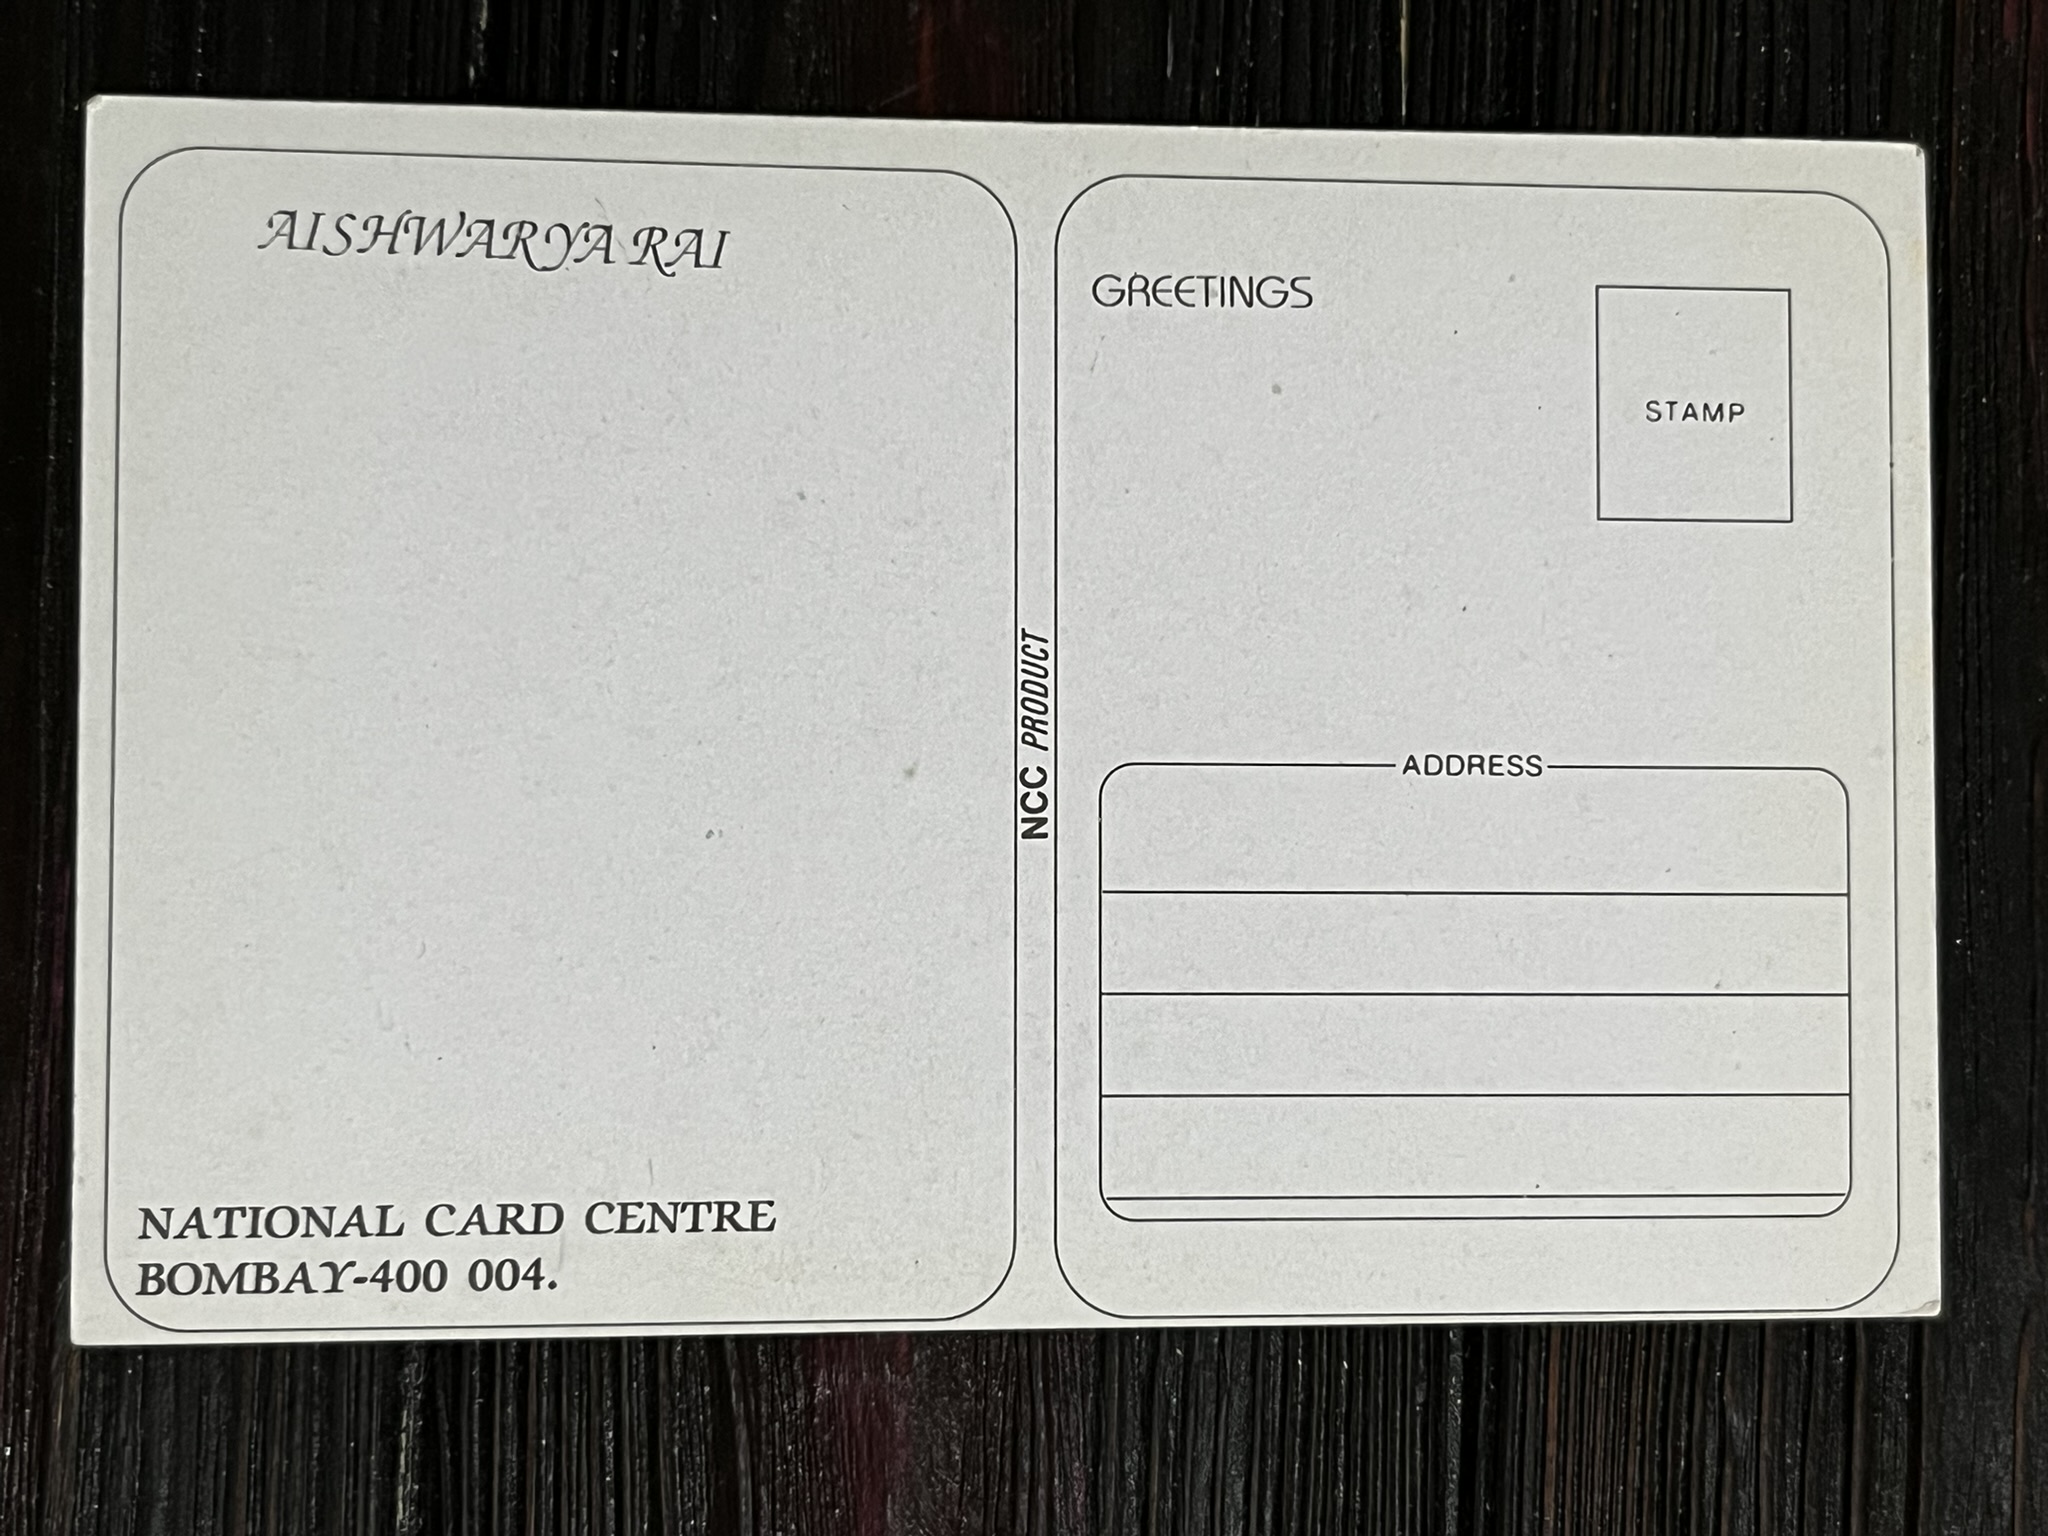 AISHWARYA RAI
NATIONAL CARD CENTRE
BOMBAY-400 004.
NCC PRODUCT
GREETINGS
STAMP
ADDRESS